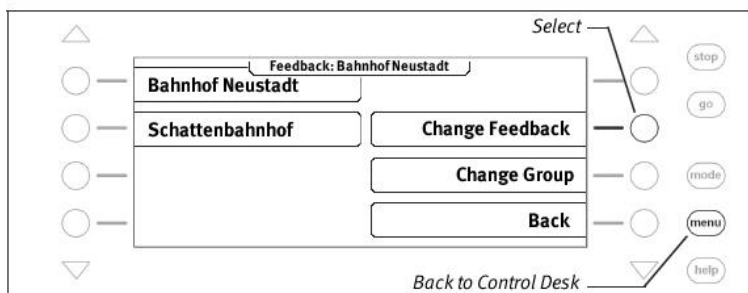 Select
stop
Feedback: Bahnhof Neustadt
Bahnhof Neustadt
go
Schattenbahnhof
Change Feedback
Change Group
mode
Back
menu
help
Back to Control Desk